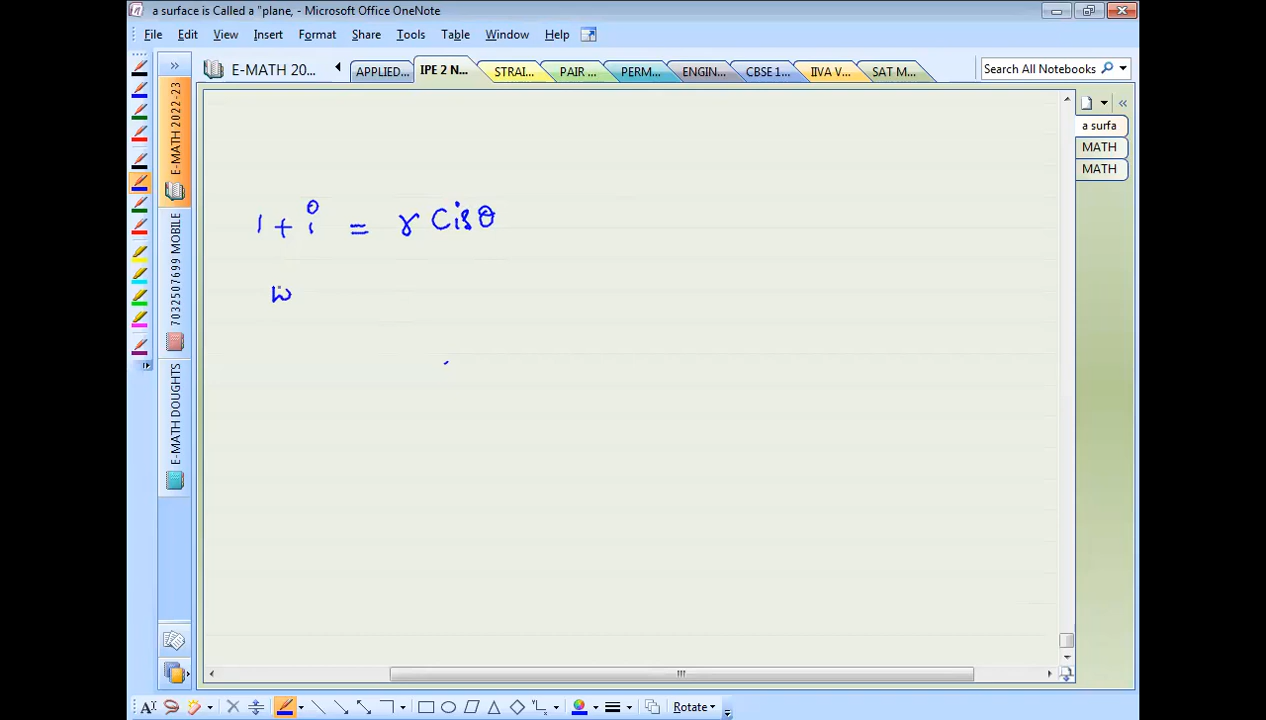 a surface is Called a "plane, - Microsoft Office OneNote
File Edit View Insert Format Share Tools Table Window Help
E-MATH 20... APPLIED... IPE 2 N... STRAI... PAIR ... PERM... ENGIN... CBSE 1... IIVA V... SAT M... Search All Notebooks
E-MATH 2022-23
7032507699 MOBILE
E-MATH DOUGHTS
a surfa
MATH
MATH
1 + i = r Cis θ
Rotate